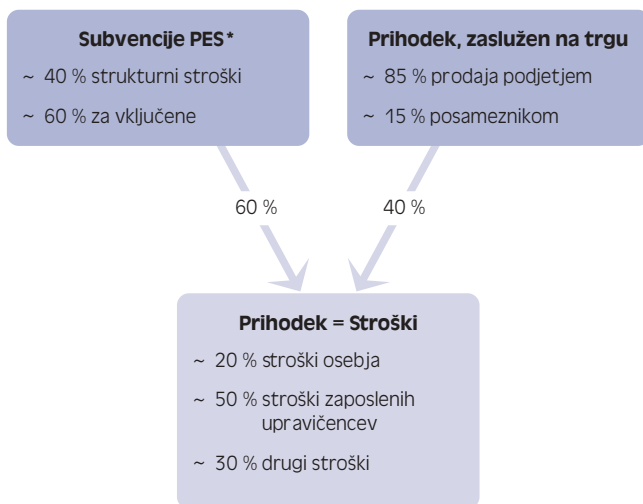 Subvencije PES*
~ 40 % strukturni stroški
~ 60 % za vključene
Prihodek, zaslužen na trgu
~ 85 % prodaja podjetjem
~ 15 % posameznikom
60 %
40 %
Prihodek = Stroški
~ 20 % stroški osebja
~ 50 % stroški zaposlenih
upravičencev
~ 30 % drugi stroški